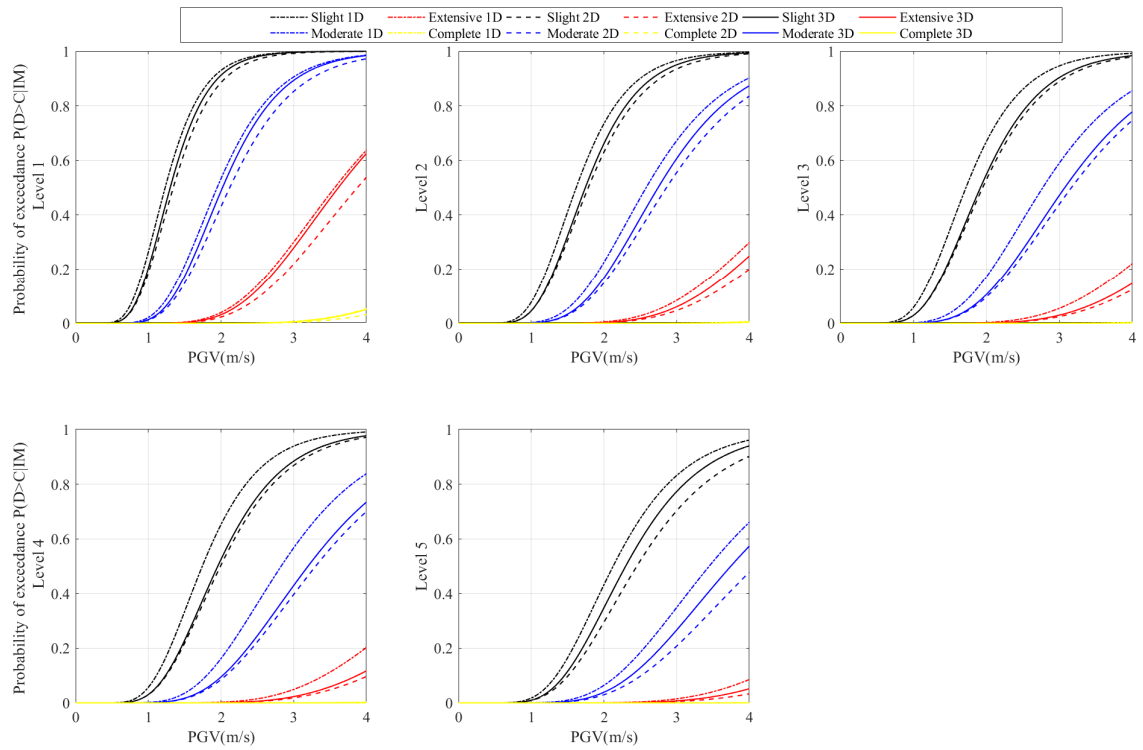 Slight 1D Extensive 1D Slight 2D Extensive 2D Slight 3D Extensive 3D
Moderate 1D Complete 1D Moderate 2D Complete 2D Moderate 3D Complete 3D
Probability of exceedance P(D>C|IM)
Level 1
1
0.8
0.6
0.4
0.2
0
0 1 2 3 4
PGV(m/s)
Level 2
1
0.8
0.6
0.4
0.2
0
0 1 2 3 4
PGV(m/s)
Level 3
1
0.8
0.6
0.4
0.2
0
0 1 2 3 4
PGV(m/s)
Probability of exceedance P(D>C|IM)
Level 4
1
0.8
0.6
0.4
0.2
0
0 1 2 3 4
PGV(m/s)
Level 5
1
0.8
0.6
0.4
0.2
0
0 1 2 3 4
PGV(m/s)